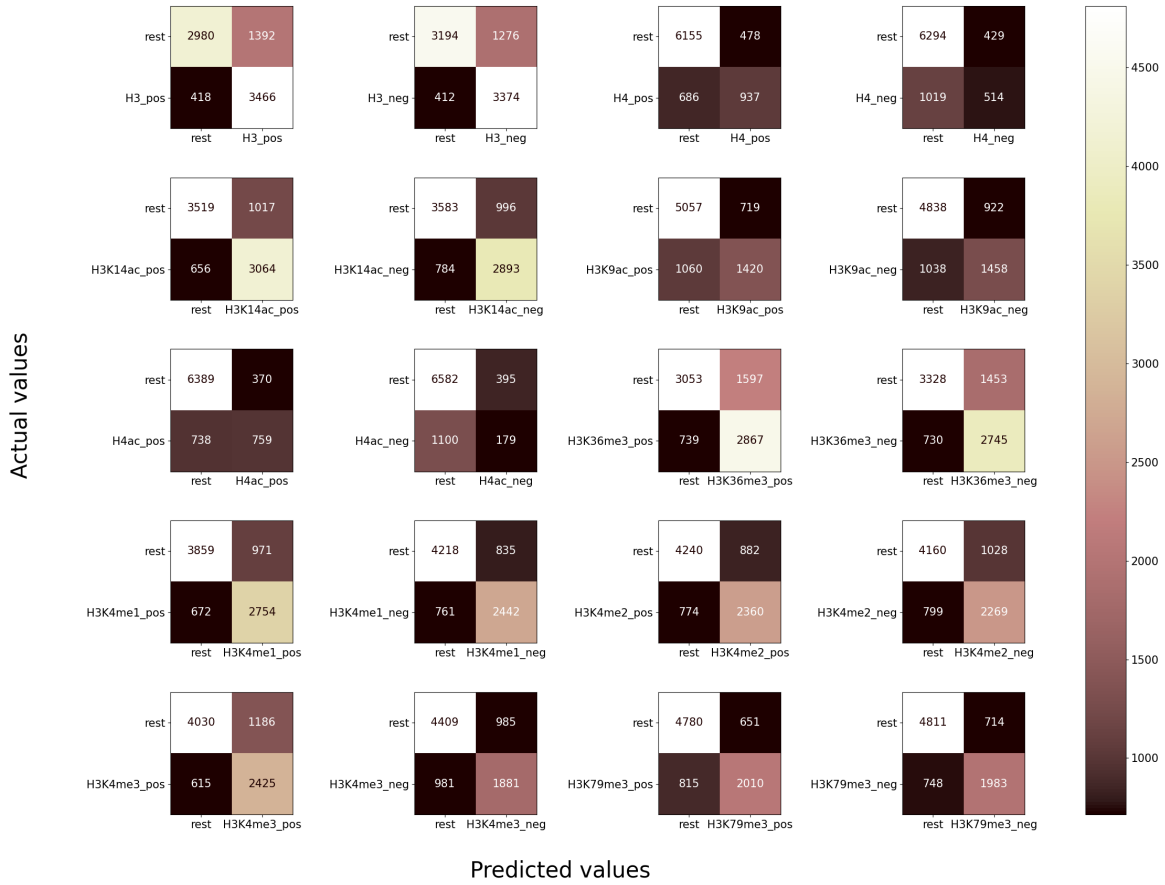 rest 2980 1392
H3_pos 418 3466
rest H3_pos
rest 3194 1276
H3_neg 412 3374
rest H3_neg
rest 6155 478
H4_pos 686 937
rest H4_pos
rest 6294 429
H4_neg 1019 514
rest H4_neg
rest 3519 1017
H3K14ac_pos 656 3064
rest H3K14ac_pos
rest 3583 996
H3K14ac_neg 784 2893
rest H3K14ac_neg
rest 5057 719
H3K9ac_pos 1060 1420
rest H3K9ac_pos
rest 4838 922
H3K9ac_neg 1038 1458
rest H3K9ac_neg
rest 6389 370
H4ac_pos 738 759
rest H4ac_pos
rest 6582 395
H4ac_neg 1100 179
rest H4ac_neg
rest 3053 1597
H3K36me3_pos 739 2867
rest H3K36me3_pos
rest 3328 1453
H3K36me3_neg 730 2745
rest H3K36me3_neg
rest 3859 971
H3K4me1_pos 672 2754
rest H3K4me1_pos
rest 4218 835
H3K4me1_neg 761 2442
rest H3K4me1_neg
rest 4240 882
H3K4me2_pos 774 2360
rest H3K4me2_pos
rest 4160 1028
H3K4me2_neg 799 2269
rest H3K4me2_neg
rest 4030 1186
H3K4me3_pos 615 2425
rest H3K4me3_pos
rest 4409 985
H3K4me3_neg 981 1881
rest H3K4me3_neg
rest 4780 651
H3K79me3_pos 815 2010
rest H3K79me3_pos
rest 4811 714
H3K79me3_neg 748 1983
rest H3K79me3_neg
4500
4000
3500
3000
2500
2000
1500
1000
Actual values
Predicted values